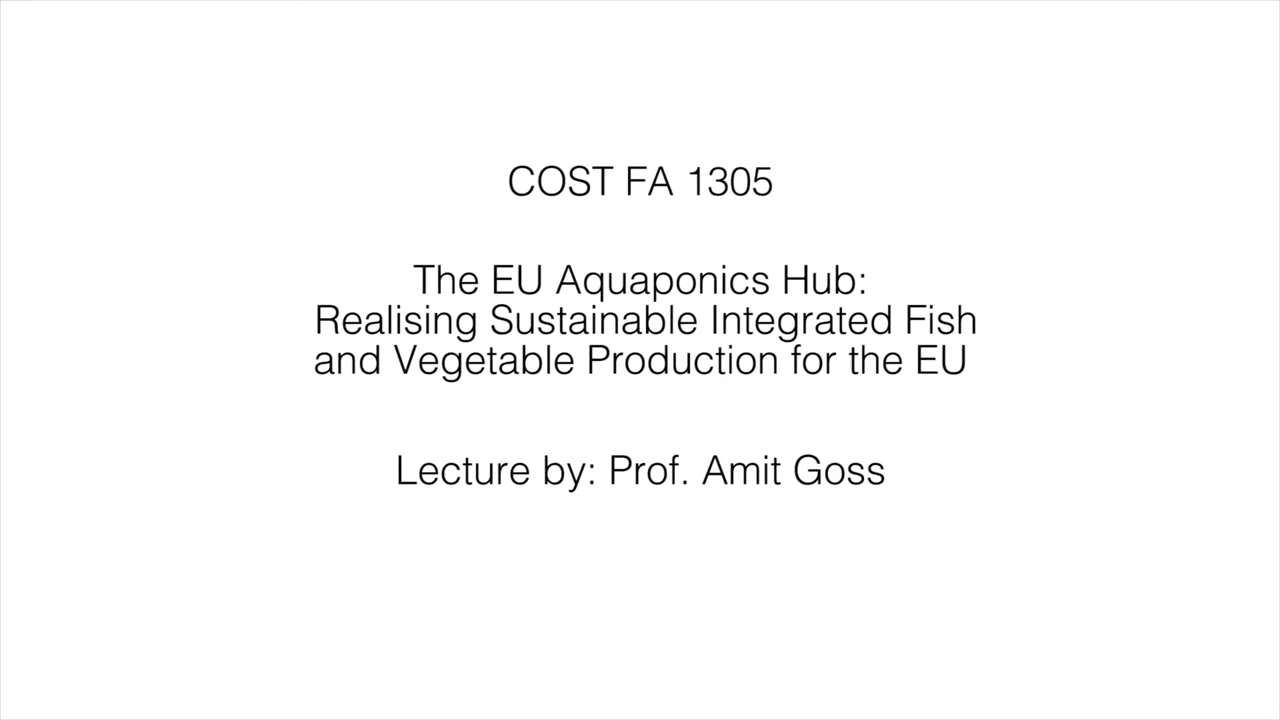 COST FA 1305
The EU Aquaponics Hub:
Realising Sustainable Integrated Fish
and Vegetable Production for the EU
Lecture by: Prof. Amit Goss